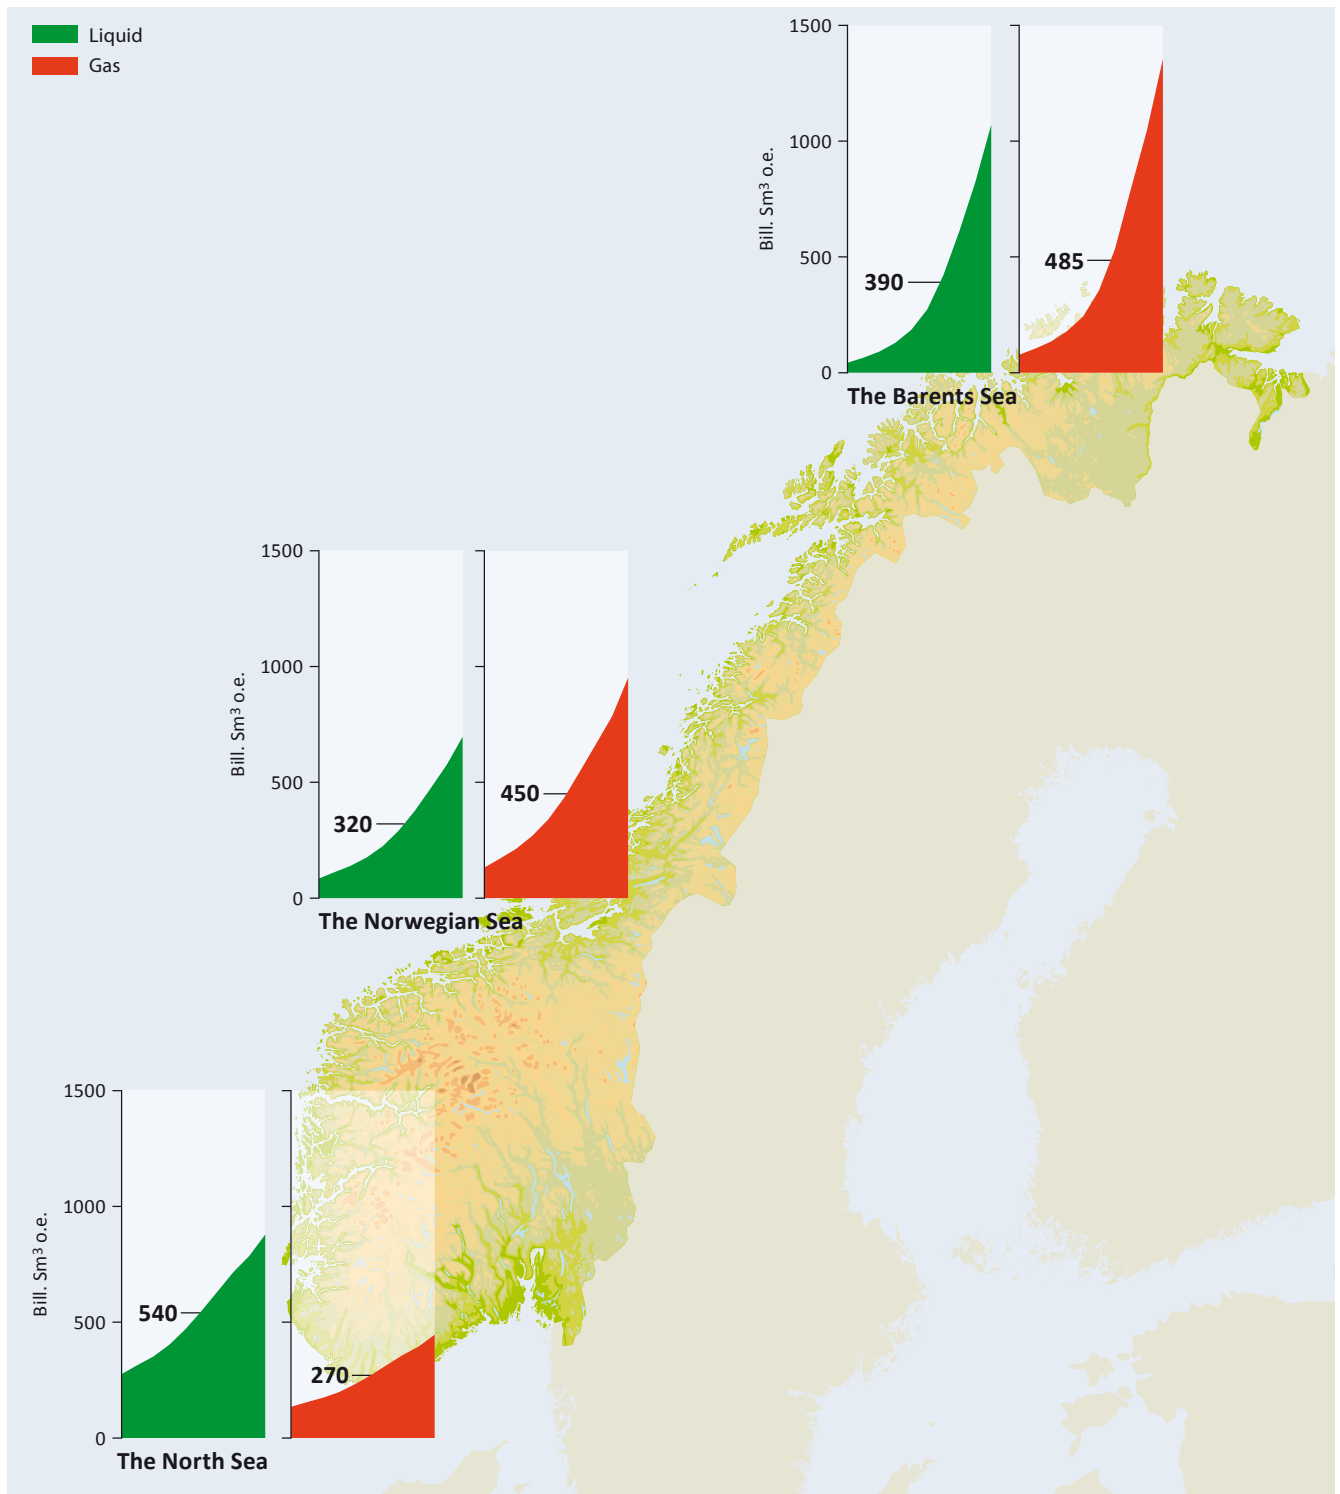 Liquid
Gas
1500
1000
500
0
Bill. Sm³ o.e.
390
485
The Barents Sea
1500
1000
500
0
Bill. Sm³ o.e.
320
450
The Norwegian Sea
1500
1000
500
0
Bill. Sm³ o.e.
540
270
The North Sea